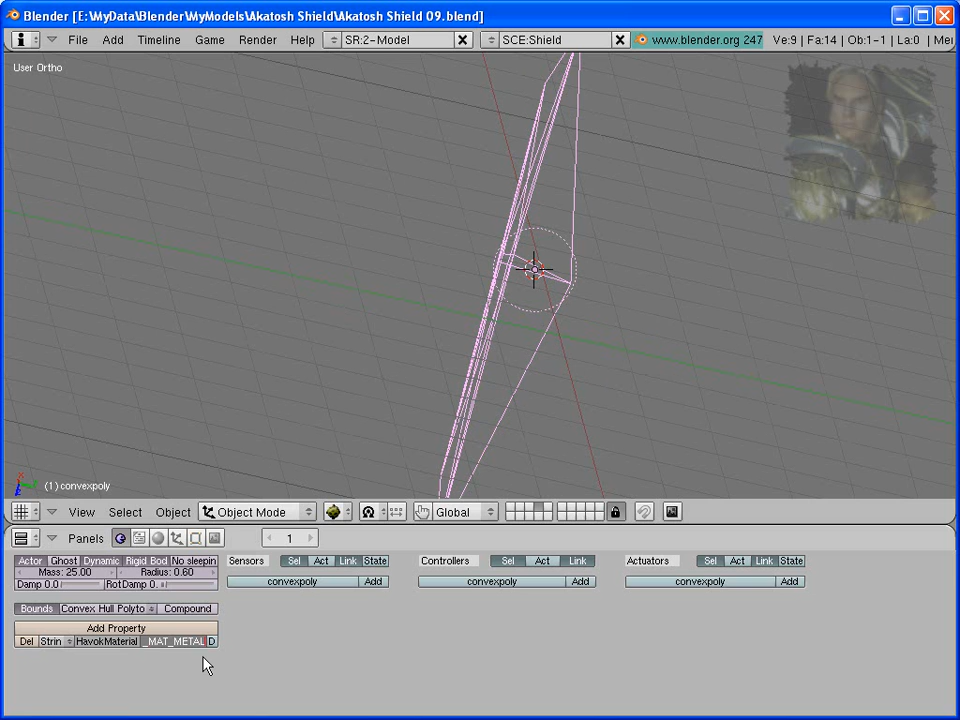 Blender [E:\MyData\Blender\MyModels\Akatosh Shield\Akatosh Shield 09.blend]
File Add Timeline Game Render Help SR:2-Model SCE:Shield www.blender.org 247 Ve:9 | Fa:14 | Ob:1-1 | La:0 | Me
User Ortho
(1) convexpoly
View Select Object Object Mode Global
Panels 1
Actor Ghost Dynamic Rigid Bod No sleepin Sensors Sel Act Link State Controllers Sel Act Link Actuators Sel Act Link State
Mass: 25.00 Radius: 0.60
Damp 0.0 RotDamp 0. convexpoly Add convexpoly Add convexpoly Add
Bounds Convex Hull Polyto Compound
Add Property
Del Strin HavokMaterial _MAT_METAL D